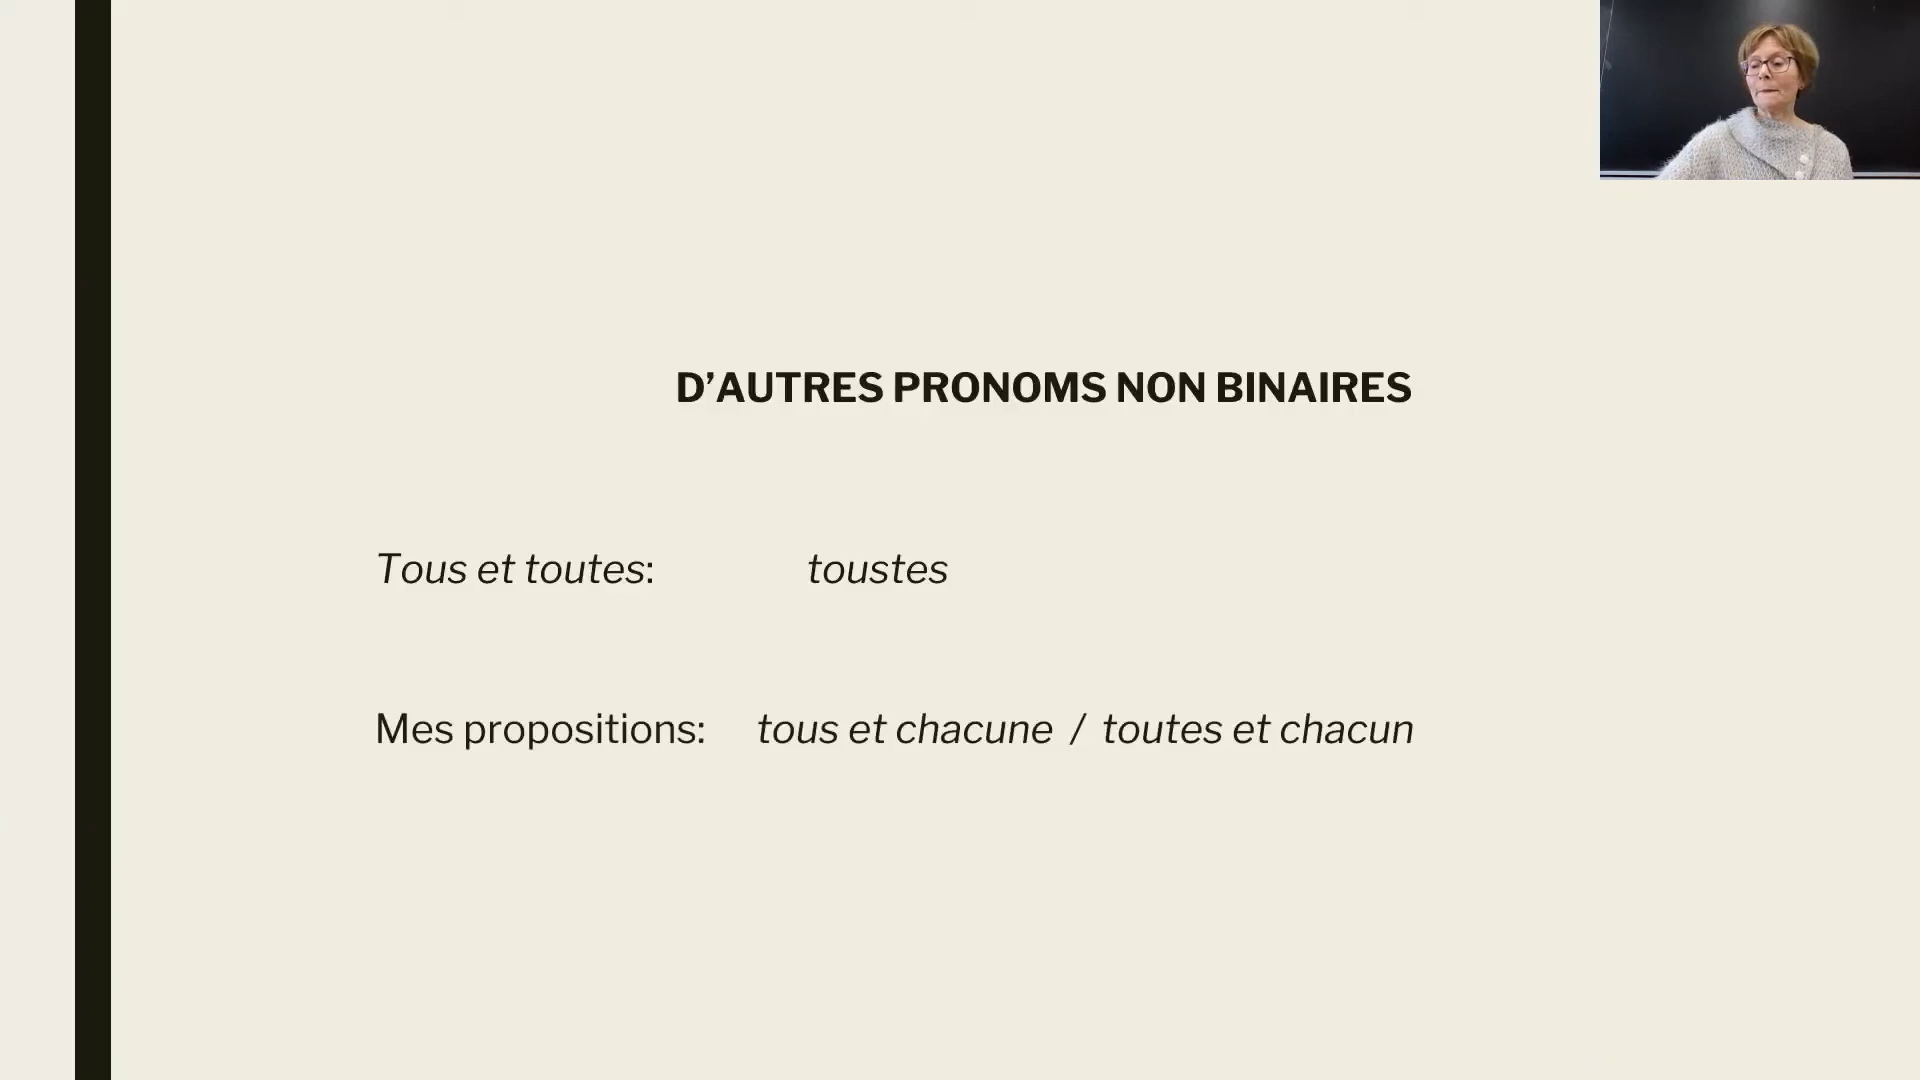 D’AUTRES PRONOMS NON BINAIRES
Tous et toutes: toustes
Mes propositions: tous et chacune / toutes et chacun